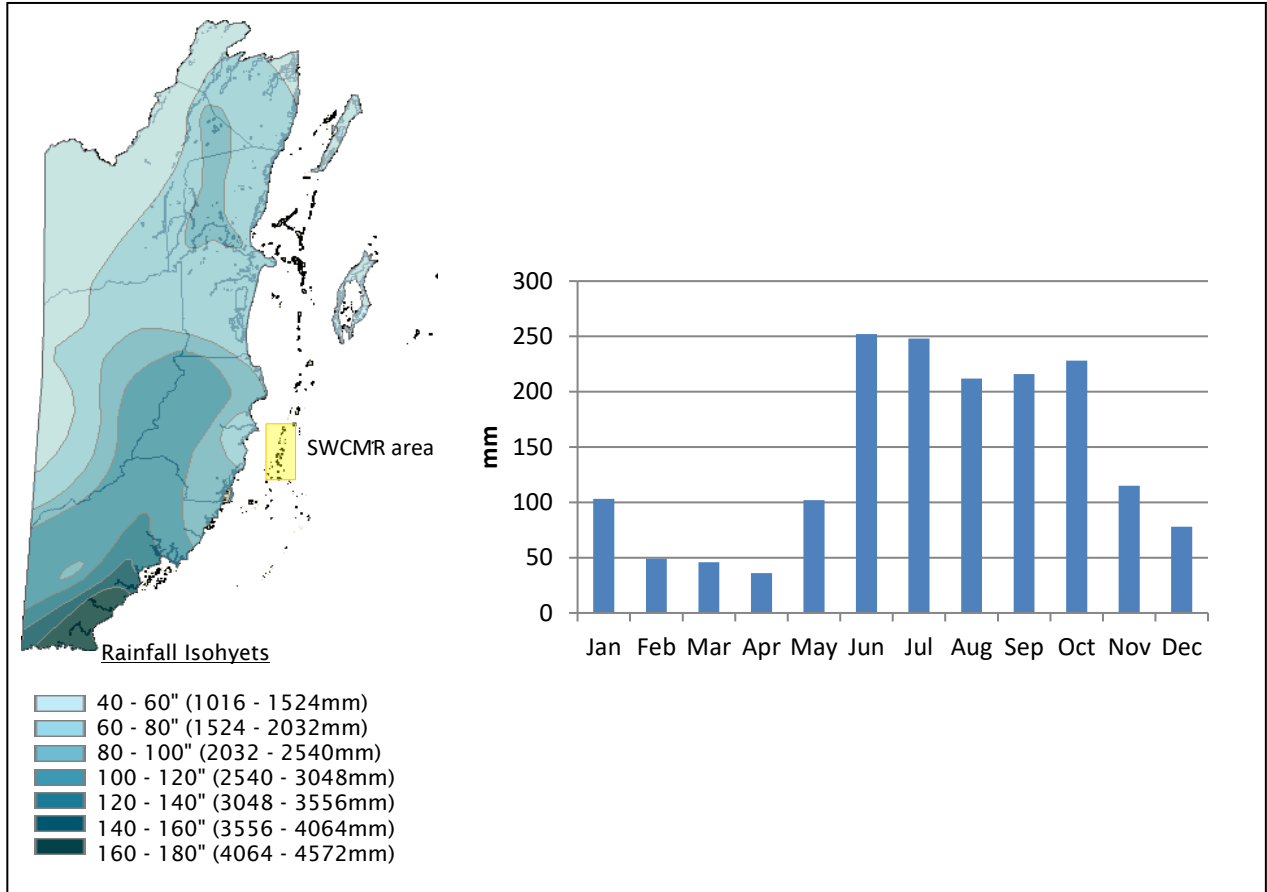 SWCMR area
Rainfall Isohyets
40 - 60" (1016 - 1524mm)
60 - 80" (1524 - 2032mm)
80 - 100" (2032 - 2540mm)
100 - 120" (2540 - 3048mm)
120 - 140" (3048 - 3556mm)
140 - 160" (3556 - 4064mm)
160 - 180" (4064 - 4572mm)
mm
300
250
200
150
100
50
0
Jan Feb Mar Apr May Jun Jul Aug Sep Oct Nov Dec